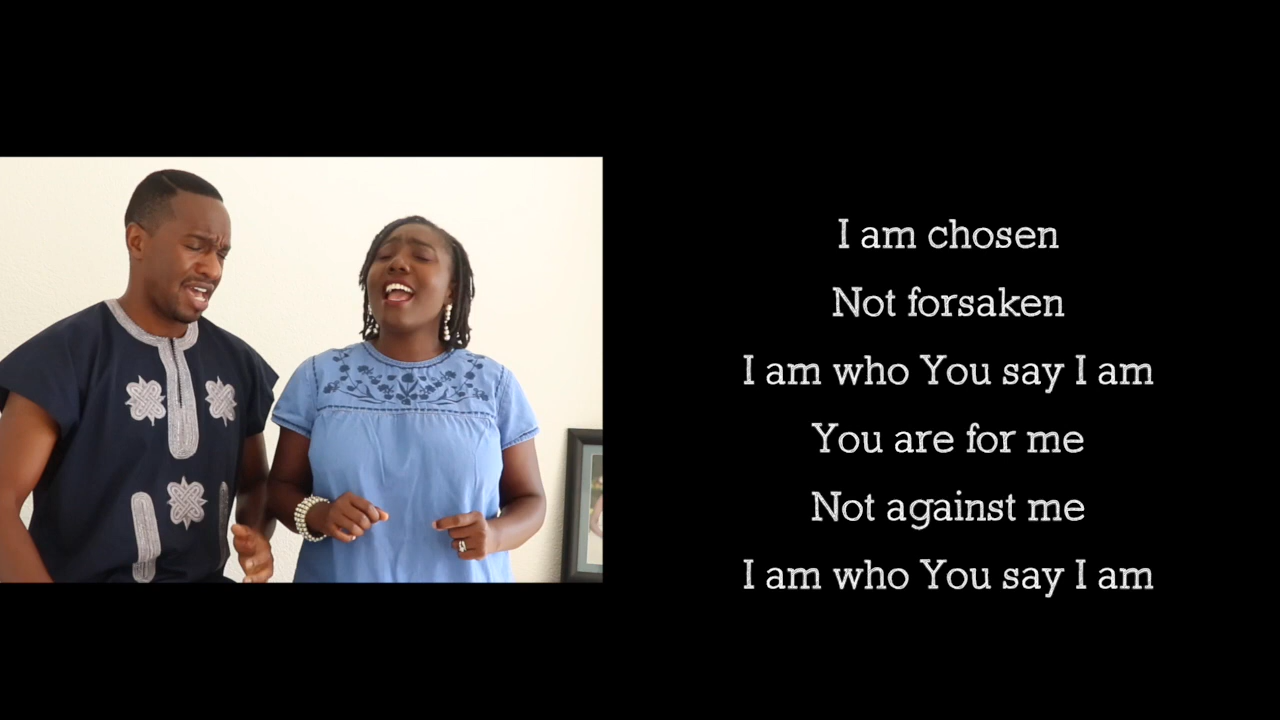 I am chosen
Not forsaken
I am who You say I am
You are for me
Not against me
I am who You say I am